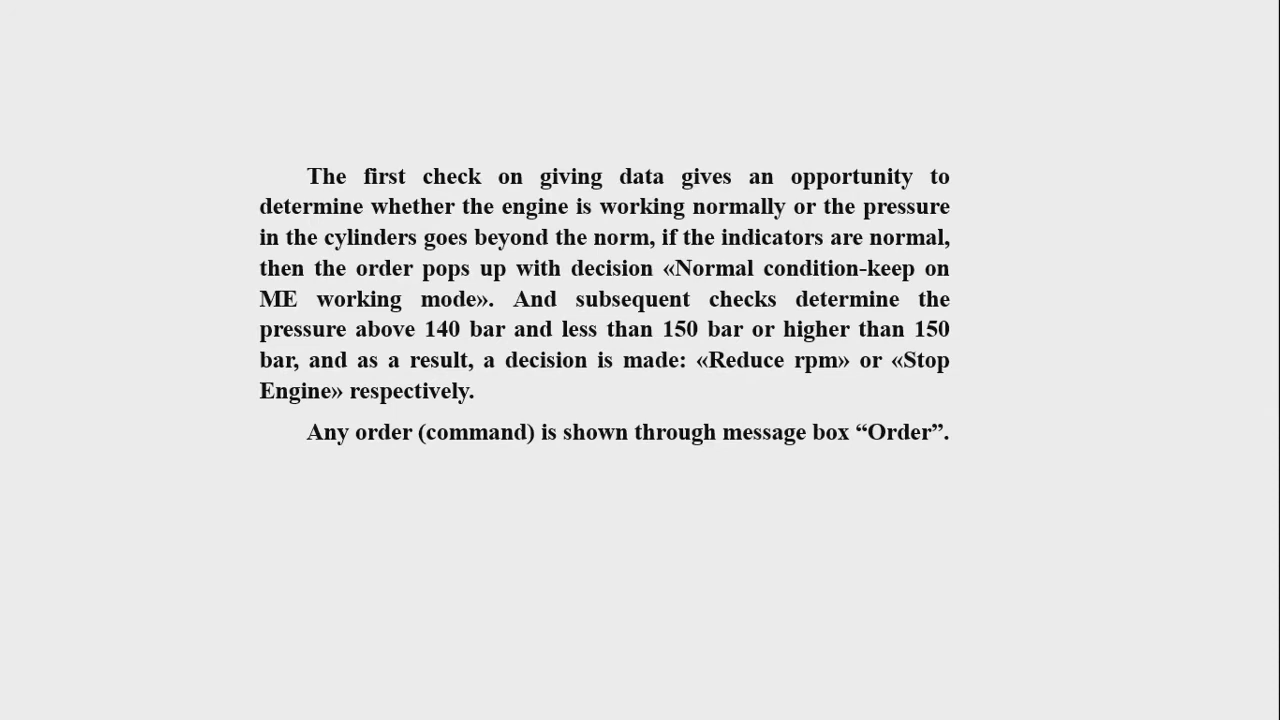 The first check on giving data gives an opportunity to
determine whether the engine is working normally or the pressure
in the cylinders goes beyond the norm, if the indicators are normal,
then the order pops up with decision «Normal condition-keep on
ME working mode». And subsequent checks determine the
pressure above 140 bar and less than 150 bar or higher than 150
bar, and as a result, a decision is made: «Reduce rpm» or «Stop
Engine» respectively.
Any order (command) is shown through message box “Order”.